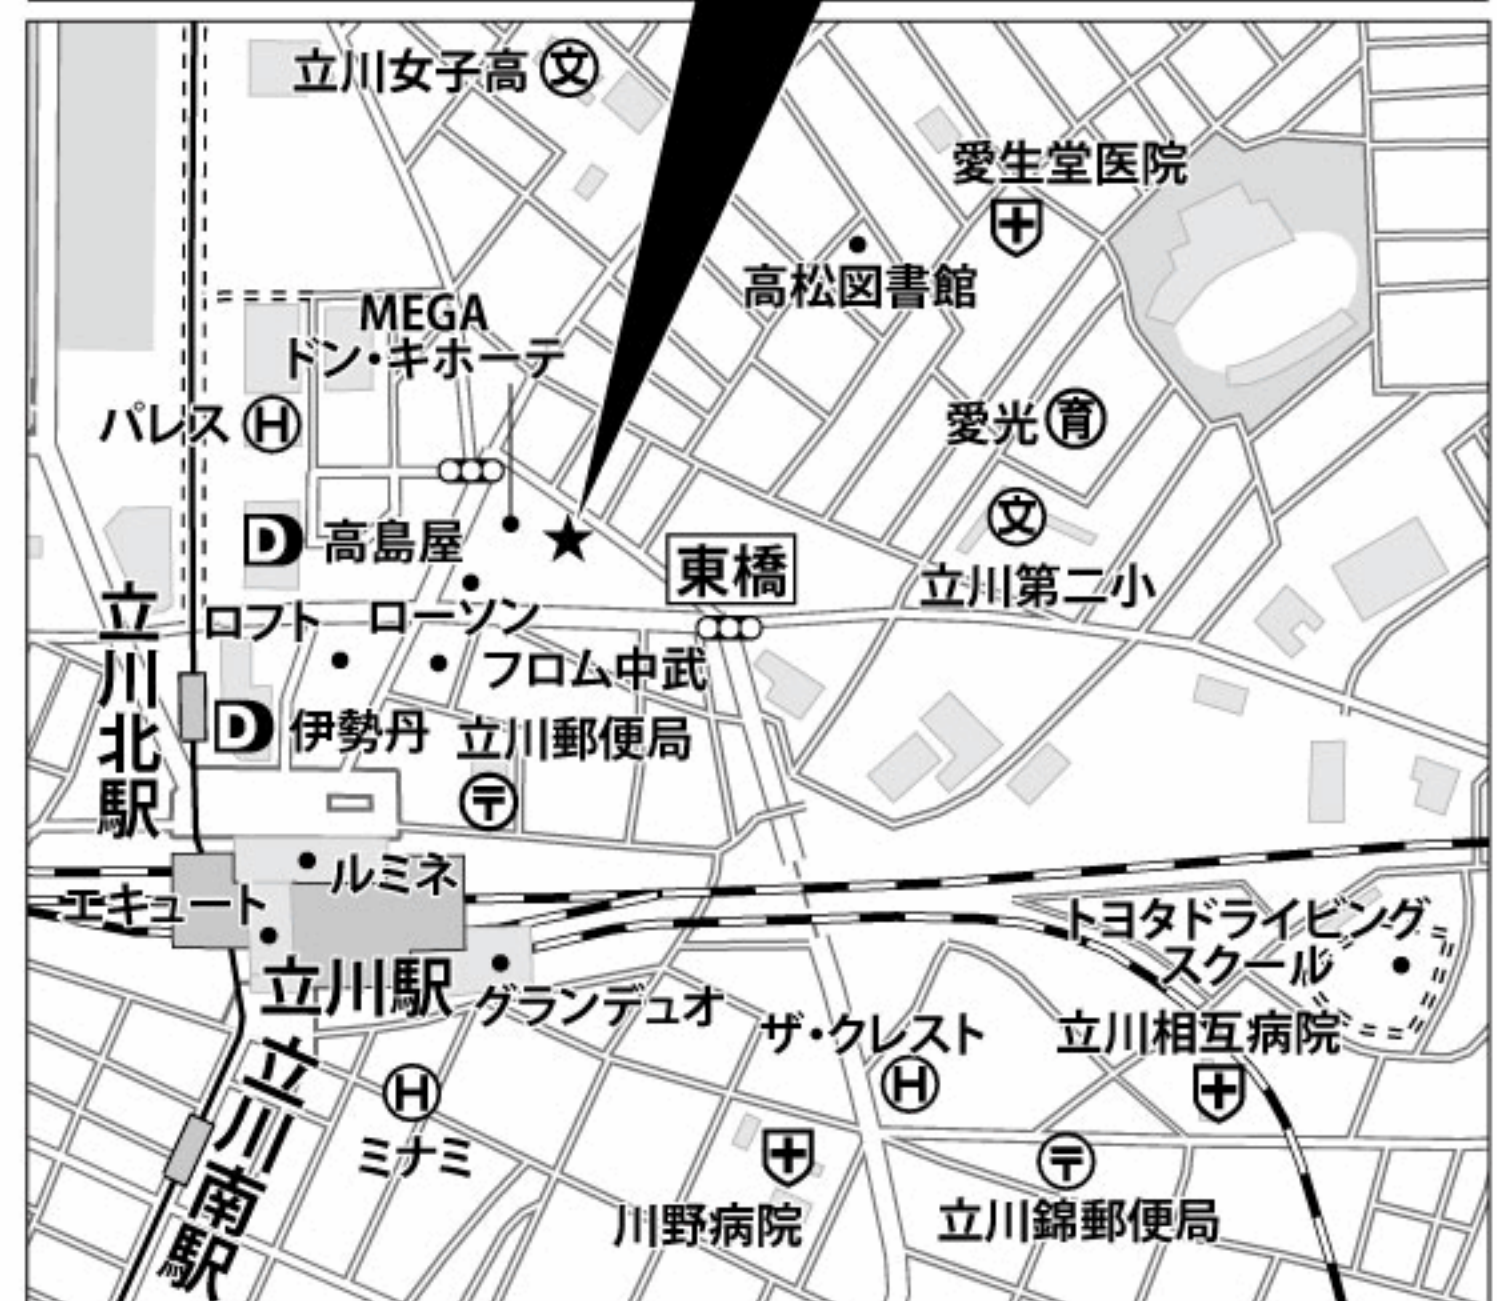 立川女子高 文
愛生堂医院
高松図書館
MEGA
ドン・キホーテ
パレス H
愛光 育
文
D 高島屋
東橋
立川第二小
ロフト
ローソン
立川北駅
フロム中武
D 伊勢丹
立川郵便局
〒
ルミネ
エキュート
立川駅
グランデュオ
トヨタドライビング
スクール
ザ・クレスト
H
立川相互病院
立川南駅
H
ミナミ
川野病院
〒
立川錦郵便局